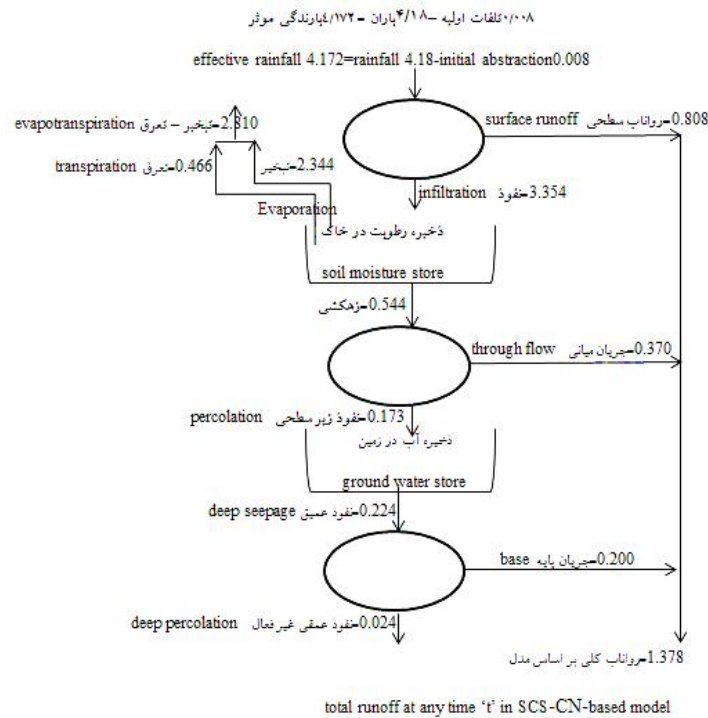 ۰/۰۰۸تلفات اولیه –۴/۱۸باران = ۴/۱۷۲بارندگی موثر
effective rainfall 4.172=rainfall 4.18-initial abstraction0.008
surface runoff رواناب سطحی=0.808
evapotranspiration تبخیر – تعرق=2.810
transpiration تعرق=0.466
تبخیر=2.344
infiltration نفوذ=3.354
Evaporation
ذخیره رطوبت در خاک
soil moisture store
زهکشی=0.544
through flow جریان میانی=0.370
percolation نفوذ زیر سطحی=0.173
ذخیره آب در زمین
ground water store
deep seepage نفوذ عمیق=0.224
base جریان پایه=0.200
deep percolation نفوذ عمقی غیر فعال=0.024
رواناب کلی بر اساس مدل=1.378
total runoff at any time ‘t’ in SCS-CN-based model